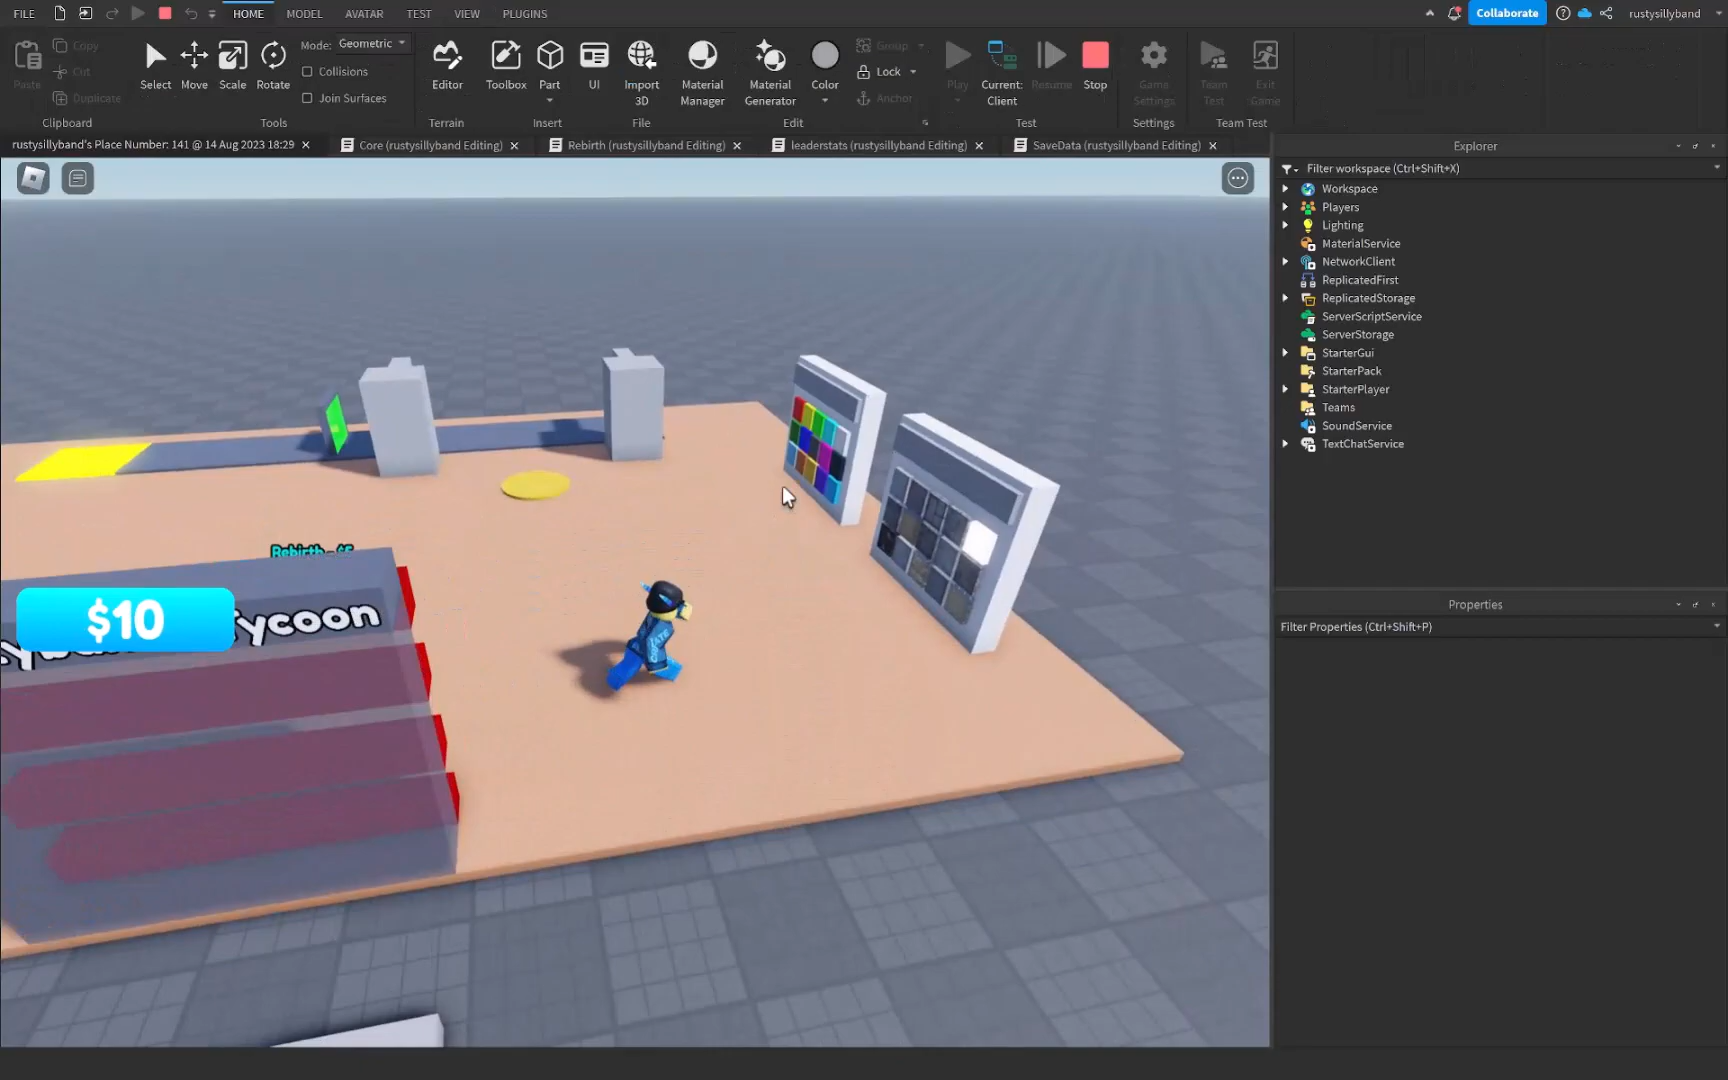 FILE HOME MODEL AVATAR TEST VIEW PLUGINS Collaborate rustysillyband
Paste Copy Cut Duplicate Select Move Scale Rotate Mode: Geometric Collisions Join Surfaces Editor Toolbox Part UI Import 3D Material Manager Material Generator Color Group Lock Anchor Play Current: Client Resume Stop Game Settings Team Test Exit Game
Clipboard Tools Terrain Insert File Edit Test Settings Team Test
rustysillyband's Place Number: 141 @ 14 Aug 2023 18:29 Core (rustysillyband Editing) Rebirth (rustysillyband Editing) leaderstats (rustysillyband Editing) SaveData (rustysillyband Editing)
Explorer
Filter workspace (Ctrl+Shift+X)
Workspace
Players
Lighting
MaterialService
NetworkClient
ReplicatedFirst
ReplicatedStorage
ServerScriptService
ServerStorage
StarterGui
StarterPack
StarterPlayer
Teams
SoundService
TextChatService
Properties
Filter Properties (Ctrl+Shift+P)
Rebirth - $5
$10
Tycoon